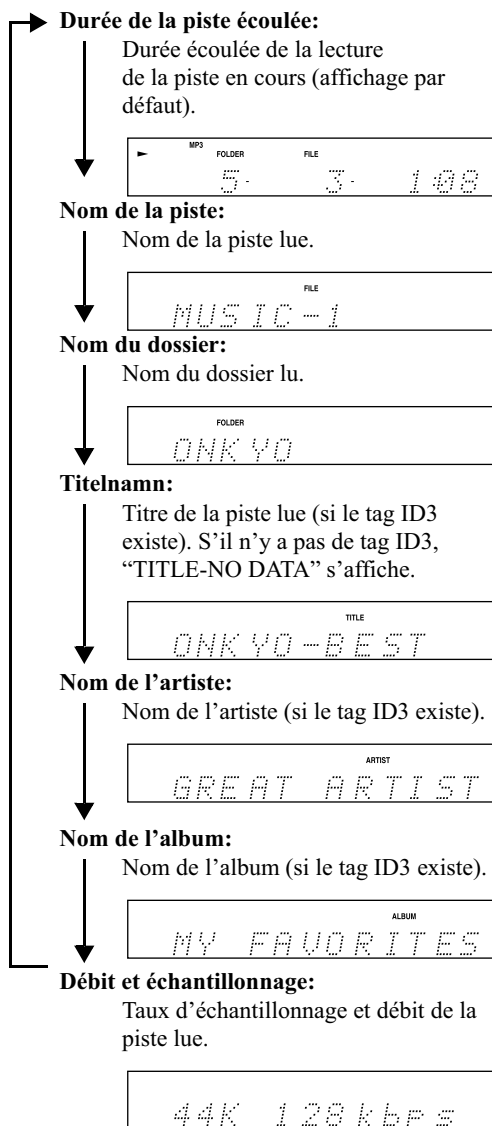 Durée de la piste écoulée:
Durée écoulée de la lecture
de la piste en cours (affichage par
défaut).
MP3
FOLDER FILE
5· 3· 1:08
Nom de la piste:
Nom de la piste lue.
FILE
MUSIC-1
Nom du dossier:
Nom du dossier lu.
FOLDER
ONKYO
Titelnamn:
Titre de la piste lue (si le tag ID3
existe). S’il n’y a pas de tag ID3,
“TITLE-NO DATA” s’affiche.
TITLE
ONKYO-BEST
Nom de l’artiste:
Nom de l’artiste (si le tag ID3 existe).
ARTIST
GREAT ARTIST
Nom de l’album:
Nom de l’album (si le tag ID3 existe).
ALBUM
MY FAVORITES
Débit et échantillonnage:
Taux d’échantillonnage et débit de la
piste lue.
44K 128kbps